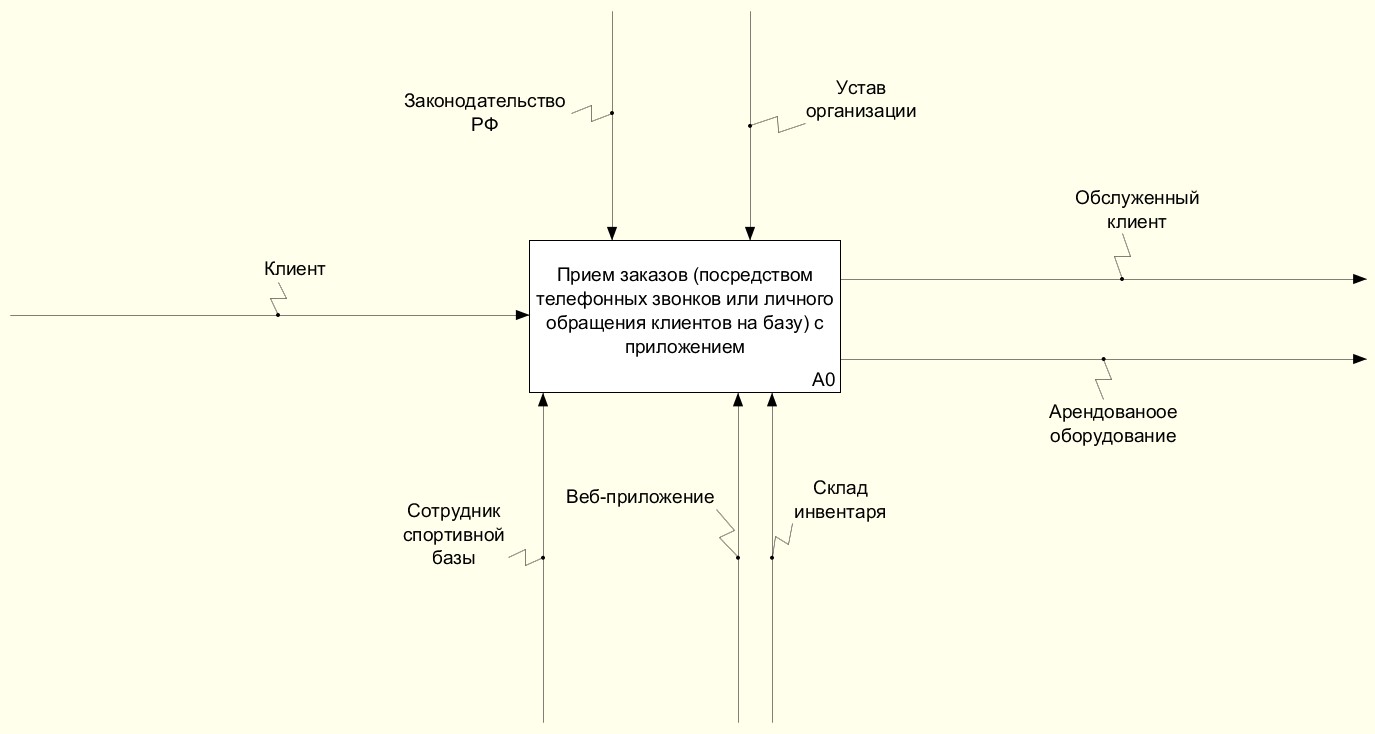 Законодательство
РФ
Устав
организации
Клиент
Обслуженный
клиент
Прием заказов (посредством
телефонных звонков или личного
обращения клиентов на базу) с
приложением
A0
Арендованоое
оборудование
Сотрудник
спортивной
базы
Веб-приложение
Склад
инвентаря